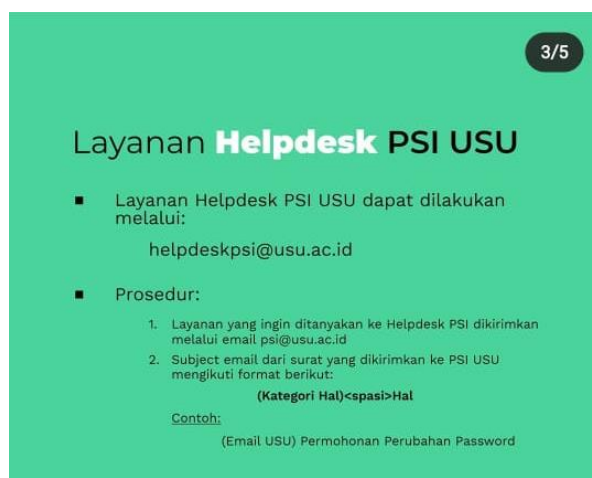 3/5
Layanan Helpdesk PSI USU
▪ Layanan Helpdesk PSI USU dapat dilakukan
melalui:
helpdeskpsi@usu.ac.id
▪ Prosedur:
1. Layanan yang ingin ditanyakan ke Helpdesk PSI dikirimkan
melalui email psi@usu.ac.id
2. Subject email dari surat yang dikirimkan ke PSI USU
mengikuti format berikut:
(Kategori Hal)<spasi>Hal
Contoh:
(Email USU) Permohonan Perubahan Password